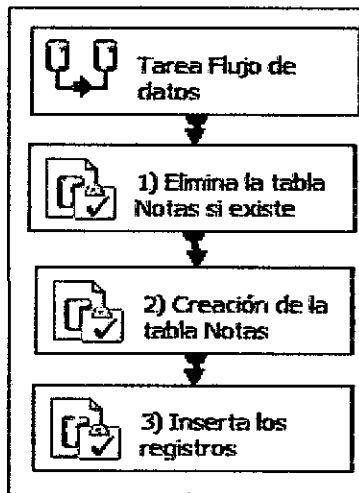 Tarea Flujo de
datos
1) Elimina la tabla
Notas si existe
2) Creación de la
tabla Notas
3) Inserta los
registros